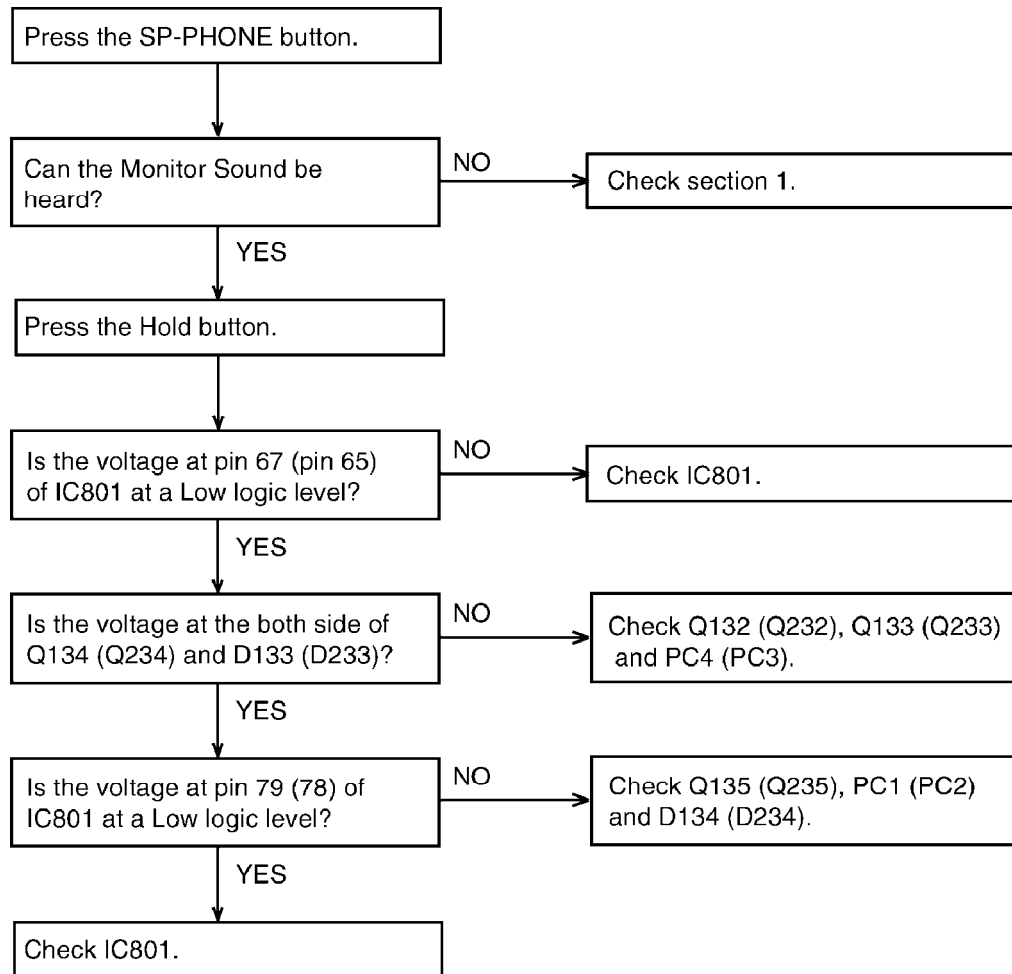 Press the SP-PHONE button.
Can the Monitor Sound be
heard?
NO
Check section 1.
YES
Press the Hold button.
Is the voltage at pin 67 (pin 65)
of IC801 at a Low logic level?
NO
Check IC801.
YES
Is the voltage at the both side of
Q134 (Q234) and D133 (D233)?
NO
Check Q132 (Q232), Q133 (Q233)
and PC4 (PC3).
YES
Is the voltage at pin 79 (78) of
IC801 at a Low logic level?
NO
Check Q135 (Q235), PC1 (PC2)
and D134 (D234).
YES
Check IC801.